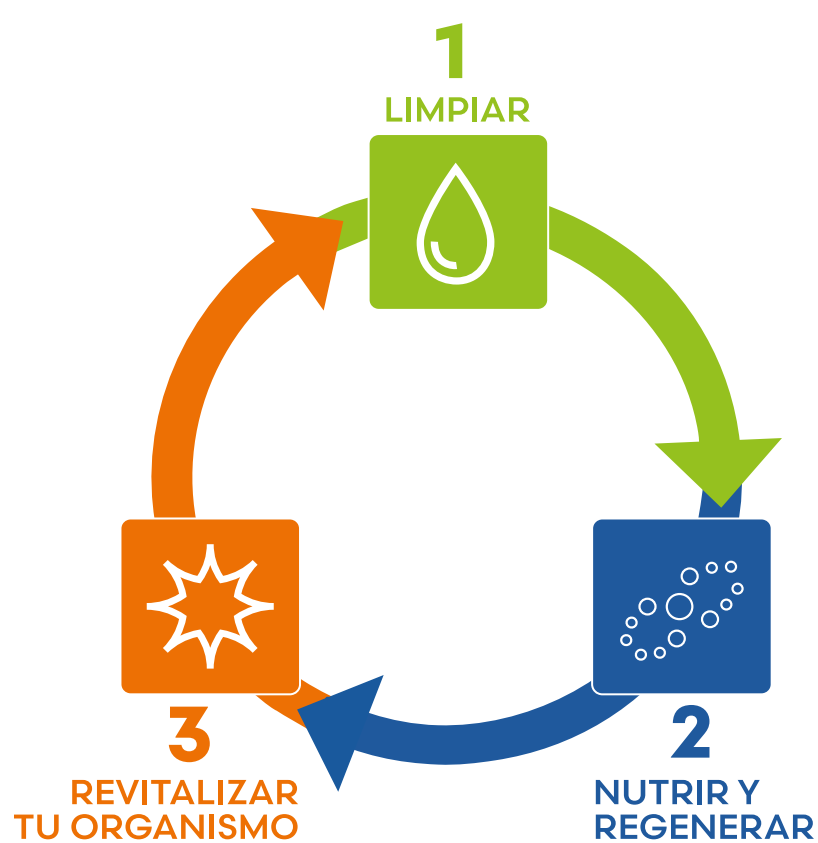 1
LIMPIAR
2
NUTRIR Y
REGENERAR
3
REVITALIZAR
TU ORGANISMO